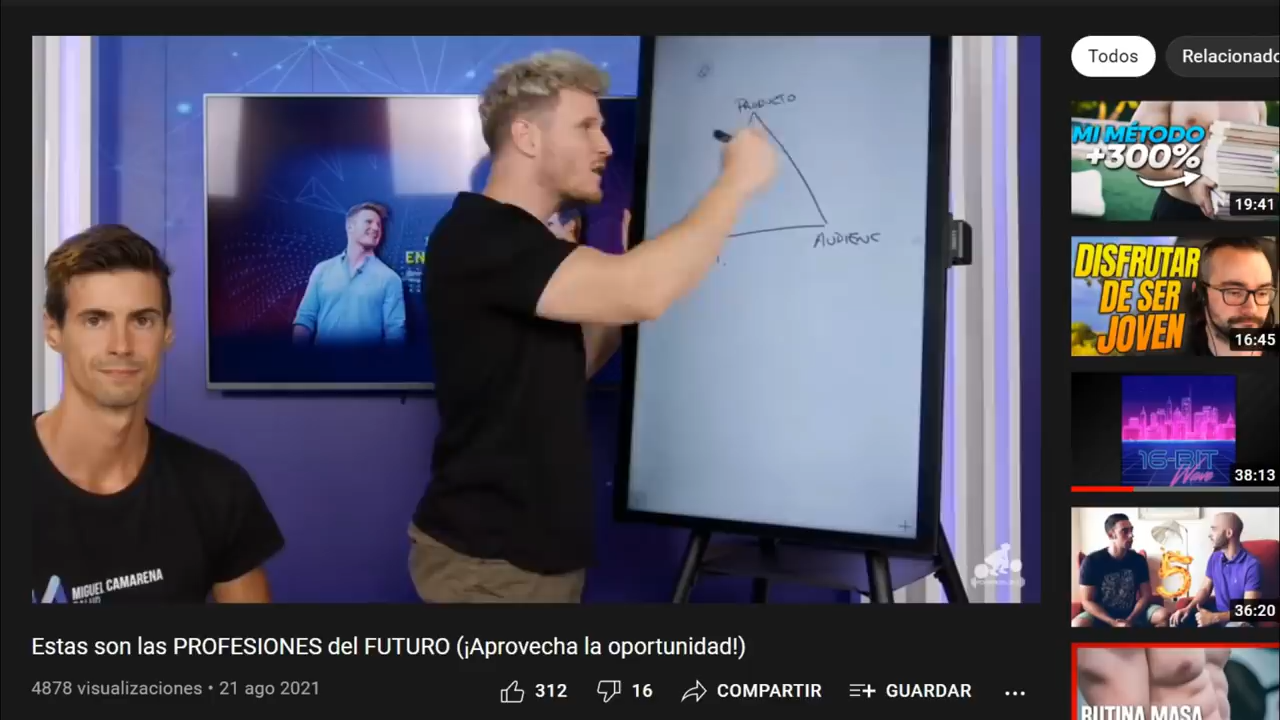 Todos
Relacionado
PRODUCTO
AUDIENC
EN
MIGUEL CAMARENA
MI MÉTODO
+300%
19:41
DISFRUTAR
DE SER
JOVEN
16:45
16-BIT
Wave
38:13
5
36:20
RUTINA MASA
Estas son las PROFESIONES del FUTURO (¡Aprovecha la oportunidad!)
4878 visualizaciones • 21 ago 2021
312
16
COMPARTIR
GUARDAR